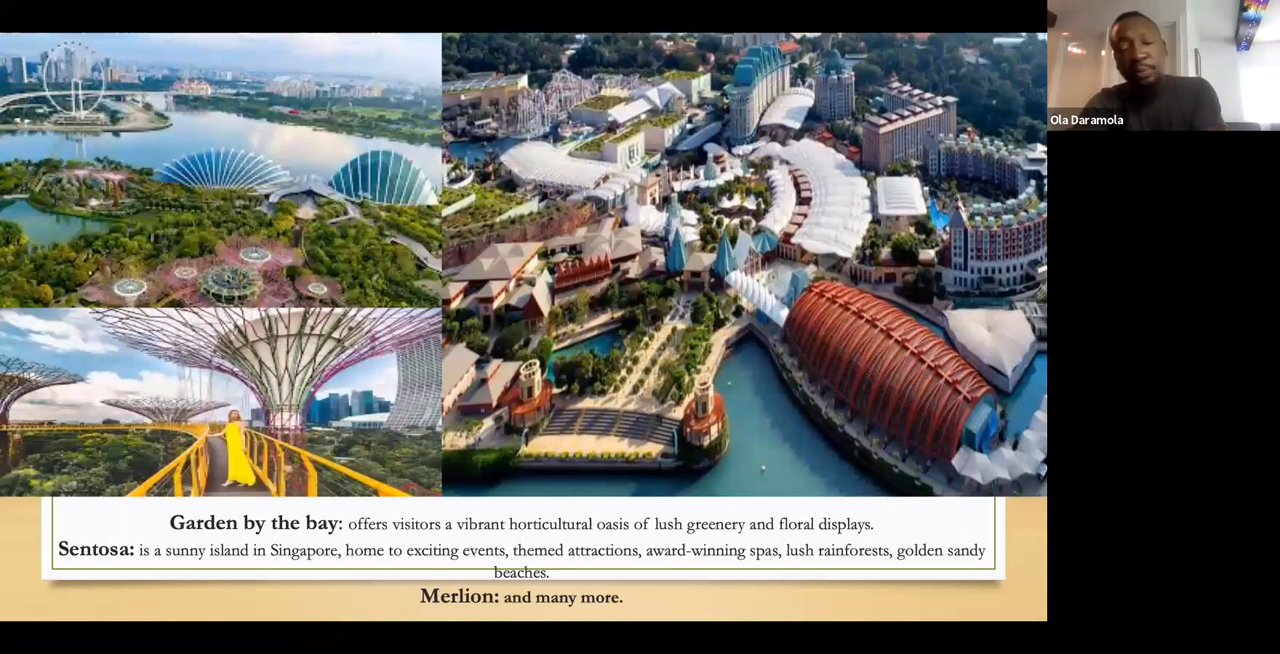 Ola Daramola
Garden by the bay: offers visitors a vibrant horticultural oasis of lush greenery and floral displays.
Sentosa: is a sunny island in Singapore, home to exciting events, themed attractions, award-winning spas, lush rainforests, golden sandy
beaches.
Merlion: and many more.